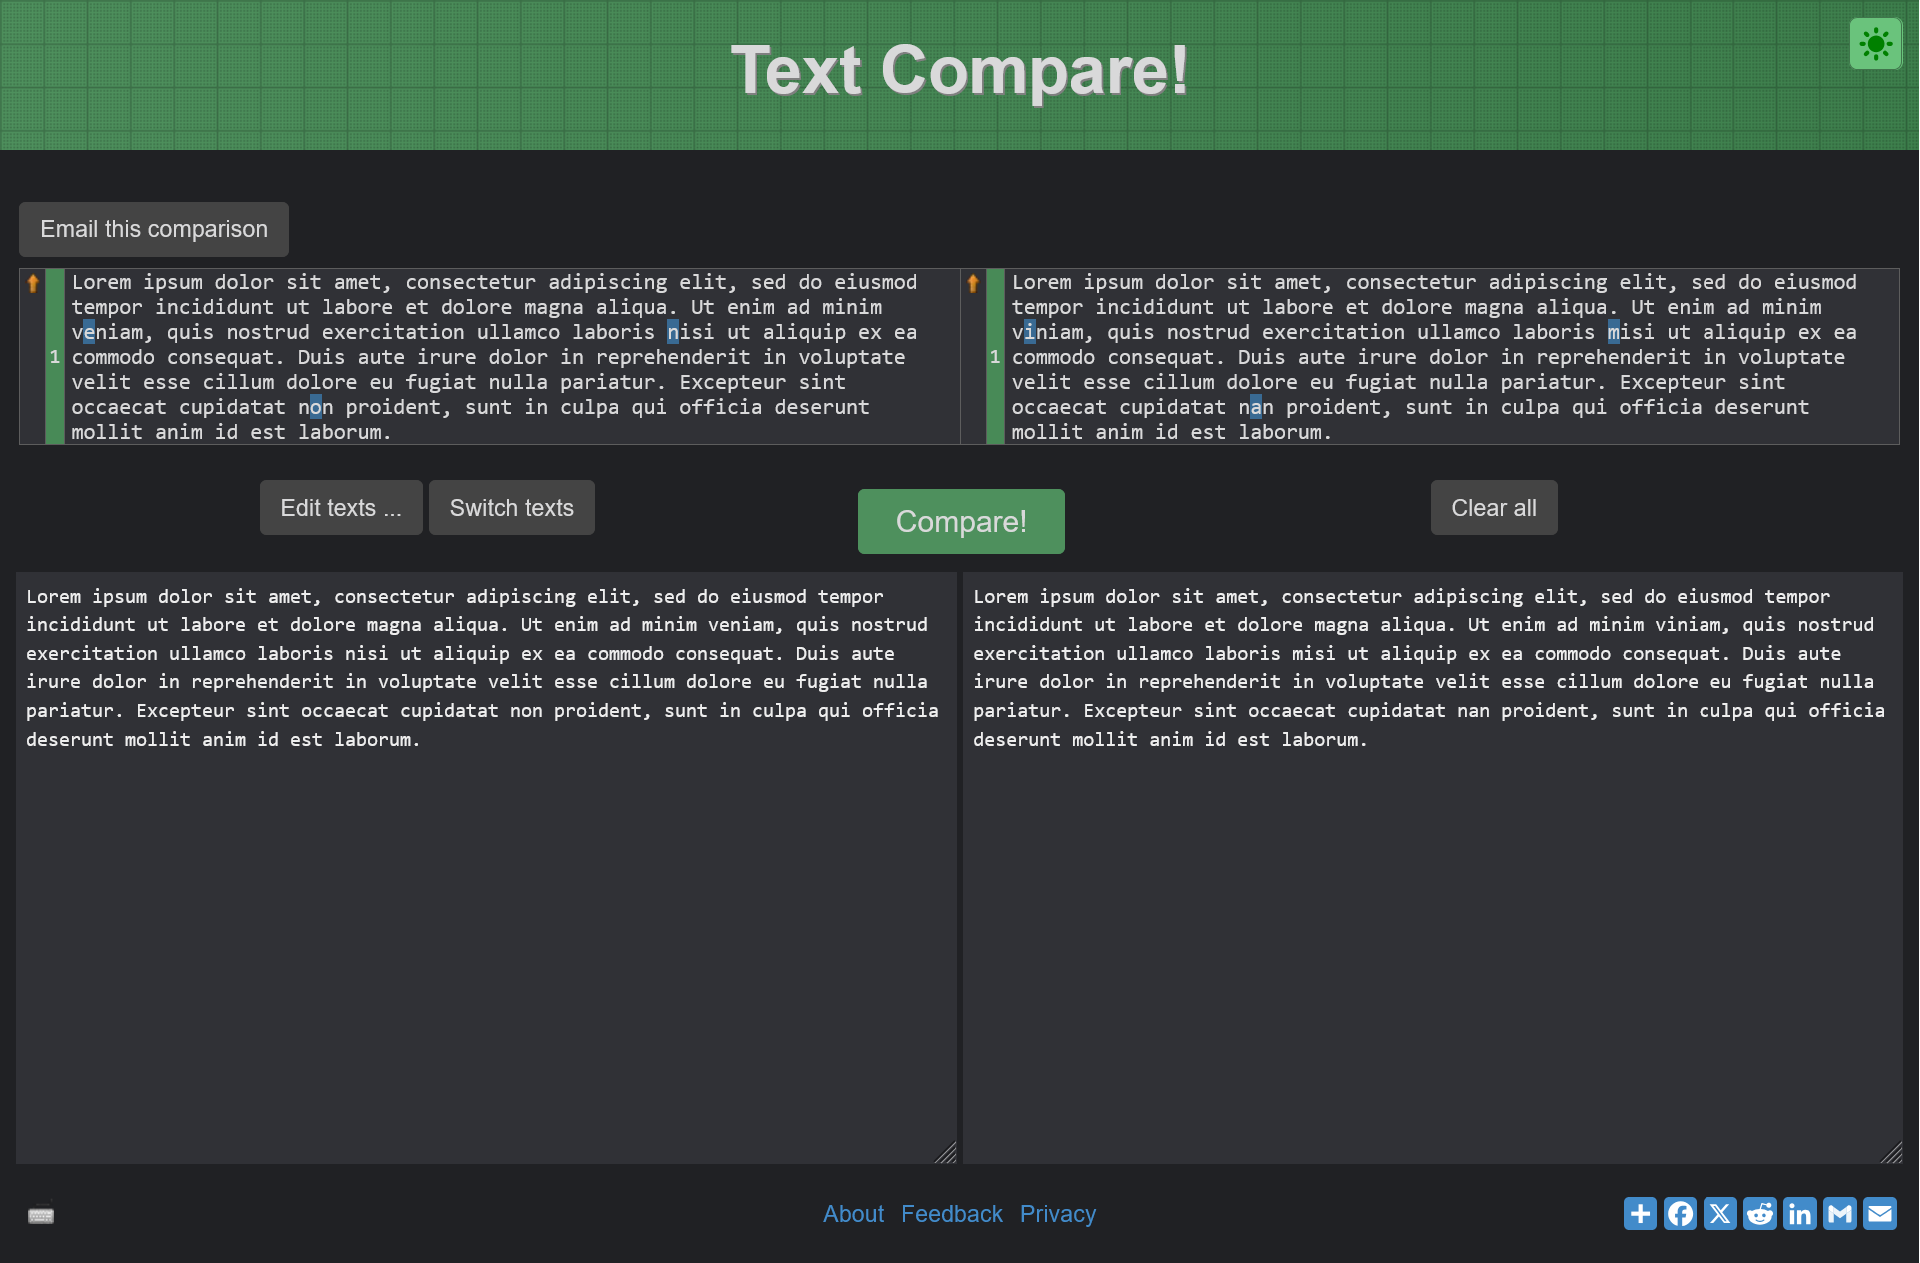 Text Compare!
Email this comparison
1
Lorem ipsum dolor sit amet, consectetur adipiscing elit, sed do eiusmod
tempor incididunt ut labore et dolore magna aliqua. Ut enim ad minim
veniam, quis nostrud exercitation ullamco laboris nisi ut aliquip ex ea
commodo consequat. Duis aute irure dolor in reprehenderit in voluptate
velit esse cillum dolore eu fugiat nulla pariatur. Excepteur sint
occaecat cupidatat non proident, sunt in culpa qui officia deserunt
mollit anim id est laborum.
1
Lorem ipsum dolor sit amet, consectetur adipiscing elit, sed do eiusmod
tempor incididunt ut labore et dolore magna aliqua. Ut enim ad minim
viniam, quis nostrud exercitation ullamco laboris misi ut aliquip ex ea
commodo consequat. Duis aute irure dolor in reprehenderit in voluptate
velit esse cillum dolore eu fugiat nulla pariatur. Excepteur sint
occaecat cupidatat nan proident, sunt in culpa qui officia deserunt
mollit anim id est laborum.
Edit texts ...
Switch texts
Compare!
Clear all
Lorem ipsum dolor sit amet, consectetur adipiscing elit, sed do eiusmod tempor
incididunt ut labore et dolore magna aliqua. Ut enim ad minim veniam, quis nostrud
exercitation ullamco laboris nisi ut aliquip ex ea commodo consequat. Duis aute
irure dolor in reprehenderit in voluptate velit esse cillum dolore eu fugiat nulla
pariatur. Excepteur sint occaecat cupidatat non proident, sunt in culpa qui officia
deserunt mollit anim id est laborum.
Lorem ipsum dolor sit amet, consectetur adipiscing elit, sed do eiusmod tempor
incididunt ut labore et dolore magna aliqua. Ut enim ad minim viniam, quis nostrud
exercitation ullamco laboris misi ut aliquip ex ea commodo consequat. Duis aute
irure dolor in reprehenderit in voluptate velit esse cillum dolore eu fugiat nulla
pariatur. Excepteur sint occaecat cupidatat nan proident, sunt in culpa qui officia
deserunt mollit anim id est laborum.
About Feedback Privacy